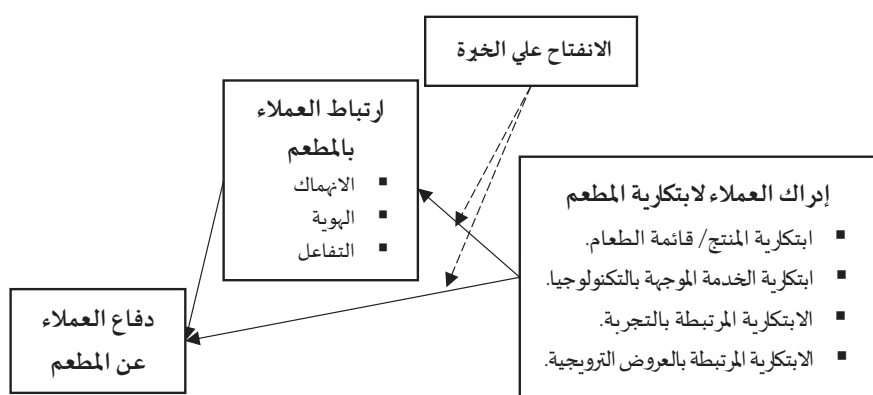 الانفتاح علي الخبرة
ارتباط العملاء
بالمطعم
▪ الانهماك
▪ الهوية
▪ التفاعل
إدراك العملاء لابتكارية المطعم
▪ ابتكارية المنتج/ قائمة الطعام.
▪ ابتكارية الخدمة الموجهة بالتكنولوجيا.
▪ الابتكارية المرتبطة بالتجربة.
▪ الابتكارية المرتبطة بالعروض الترويجية.
دفاع العملاء
عن المطعم